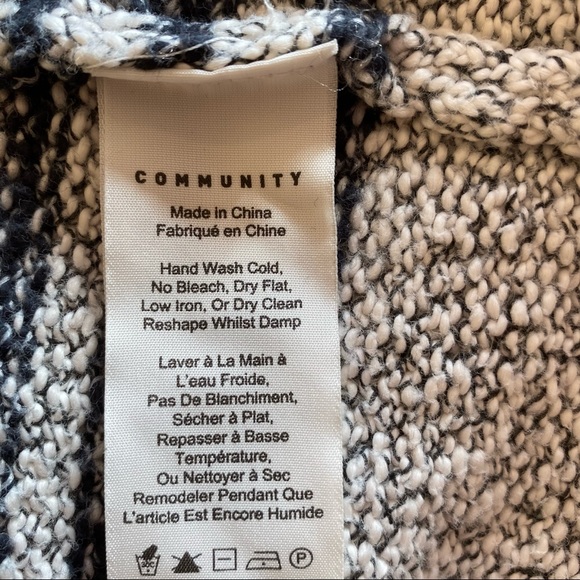 COMMUNITY
Made in China
Fabriqué en Chine
Hand Wash Cold,
No Bleach, Dry Flat,
Low Iron, Or Dry Clean
Reshape Whilst Damp
Laver à La Main à
L'eau Froide,
Pas De Blanchiment,
Sécher à Plat,
Repasser à Basse
Température,
Ou Nettoyer à Sec
Remodeler Pendant Que
L'article Est Encore Humide
P